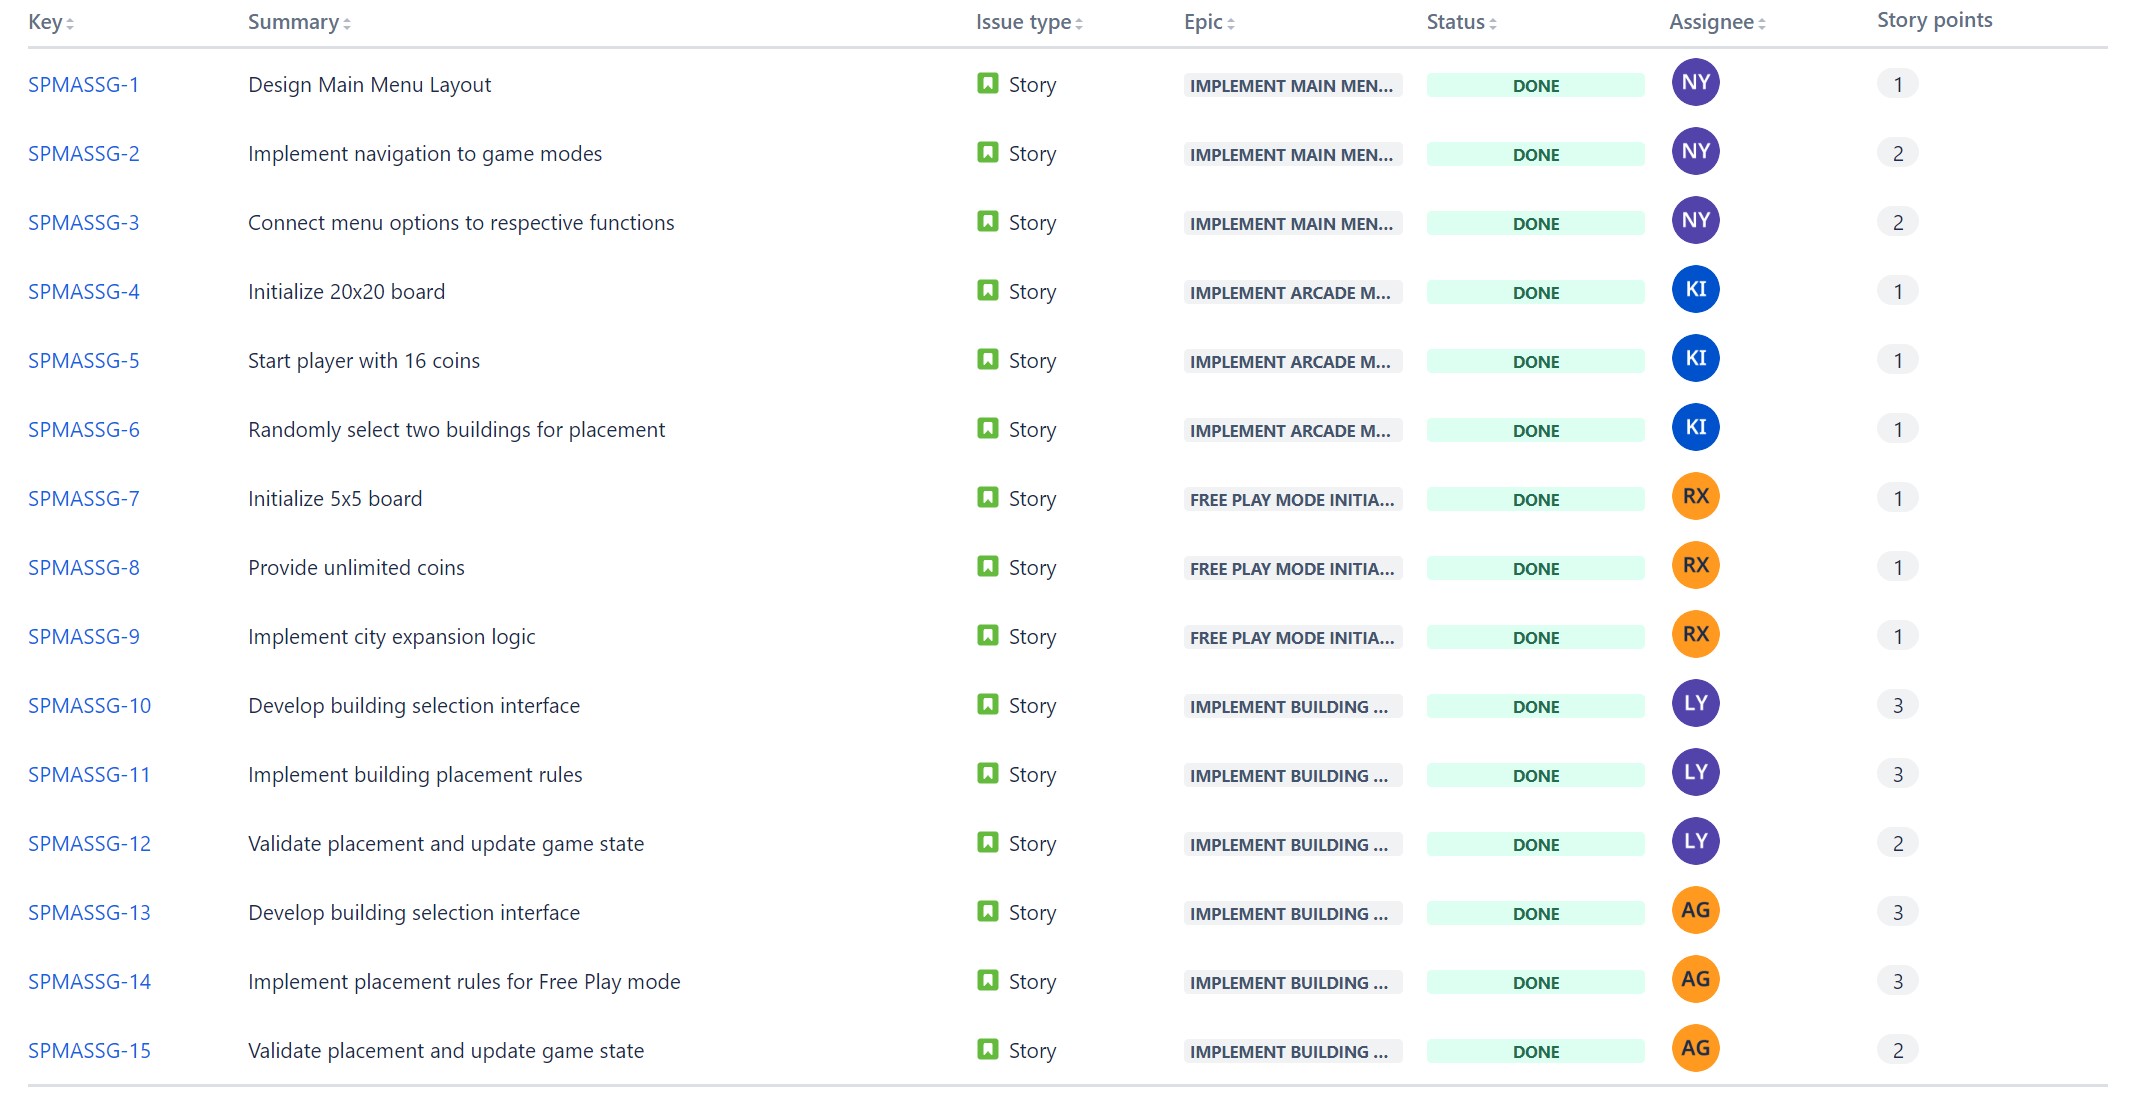 Key Summary Issue type Epic Status Assignee Story points
SPMASSG-1 Design Main Menu Layout Story IMPLEMENT MAIN MEN... DONE NY 1
SPMASSG-2 Implement navigation to game modes Story IMPLEMENT MAIN MEN... DONE NY 2
SPMASSG-3 Connect menu options to respective functions Story IMPLEMENT MAIN MEN... DONE NY 2
SPMASSG-4 Initialize 20x20 board Story IMPLEMENT ARCADE M... DONE KI 1
SPMASSG-5 Start player with 16 coins Story IMPLEMENT ARCADE M... DONE KI 1
SPMASSG-6 Randomly select two buildings for placement Story IMPLEMENT ARCADE M... DONE KI 1
SPMASSG-7 Initialize 5x5 board Story FREE PLAY MODE INITIA... DONE RX 1
SPMASSG-8 Provide unlimited coins Story FREE PLAY MODE INITIA... DONE RX 1
SPMASSG-9 Implement city expansion logic Story FREE PLAY MODE INITIA... DONE RX 1
SPMASSG-10 Develop building selection interface Story IMPLEMENT BUILDING ... DONE LY 3
SPMASSG-11 Implement building placement rules Story IMPLEMENT BUILDING ... DONE LY 3
SPMASSG-12 Validate placement and update game state Story IMPLEMENT BUILDING ... DONE LY 2
SPMASSG-13 Develop building selection interface Story IMPLEMENT BUILDING ... DONE AG 3
SPMASSG-14 Implement placement rules for Free Play mode Story IMPLEMENT BUILDING ... DONE AG 3
SPMASSG-15 Validate placement and update game state Story IMPLEMENT BUILDING ... DONE AG 2